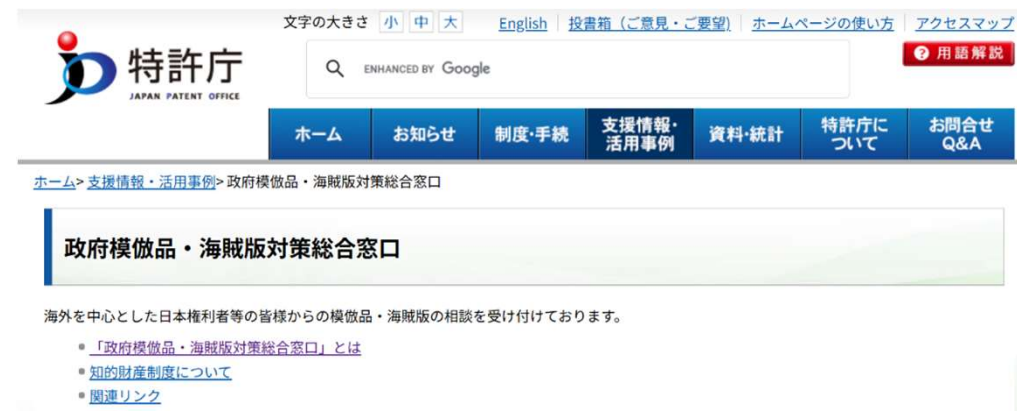 文字の大きさ 小 中 大 English 投書箱（ご意見・ご要望) ホームページの使い方 アクセスマップ
特許庁
JAPAN PATENT OFFICE
ENHANCED BY Google
? 用語解説
ホーム お知らせ 制度·手続 支援情報· 資料·統計 特許庁に お問合せ
活用事例 ついて Q&A
ホーム> 支援情報・活用事例> 政府模倣品・海賊版対策総合窓口
政府模倣品・海賊版対策総合窓口
海外を中心とした日本権利者等の皆様からの模倣品・海賊版の相談を受け付けております。
「政府模倣品・海賊版対策総合窓口」とは
知的財産制度について
関連リンク